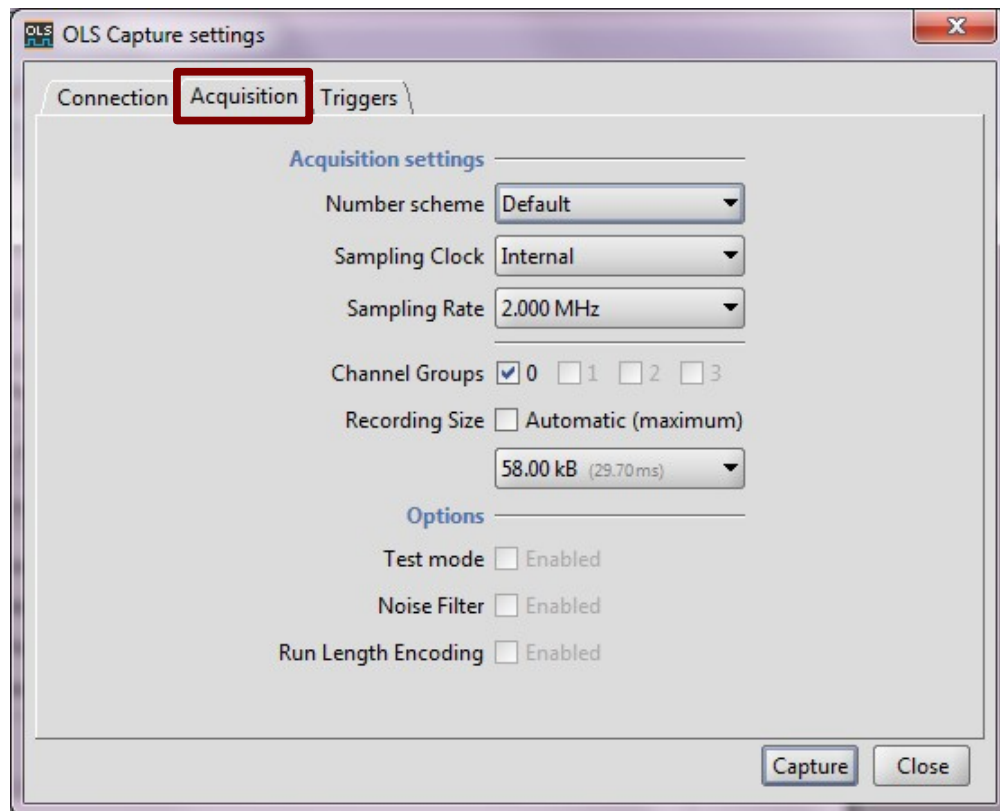 OLS OLS Capture settings X
Connection Acquisition Triggers
Acquisition settings
Number scheme Default
Sampling Clock Internal
Sampling Rate 2.000 MHz
Channel Groups 0 1 2 3
Recording Size Automatic (maximum)
58.00 kB (29.70ms)
Options
Test mode Enabled
Noise Filter Enabled
Run Length Encoding Enabled
Capture Close